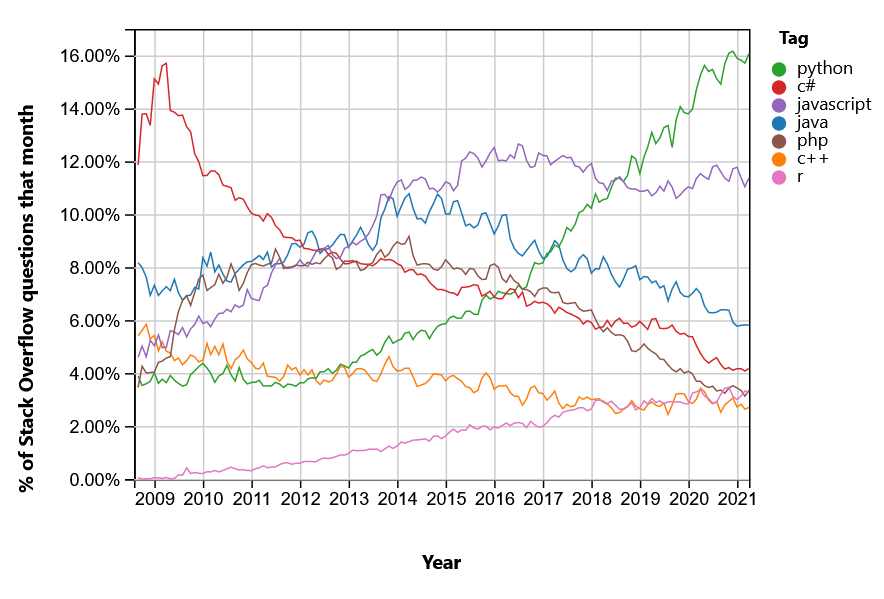 16.00%
14.00%
12.00%
10.00%
8.00%
6.00%
4.00%
2.00%
0.00%
% of Stack Overflow questions that month
2009 2010 2011 2012 2013 2014 2015 2016 2017 2018 2019 2020 2021
Year
Tag
python
c#
javascript
java
php
c++
r